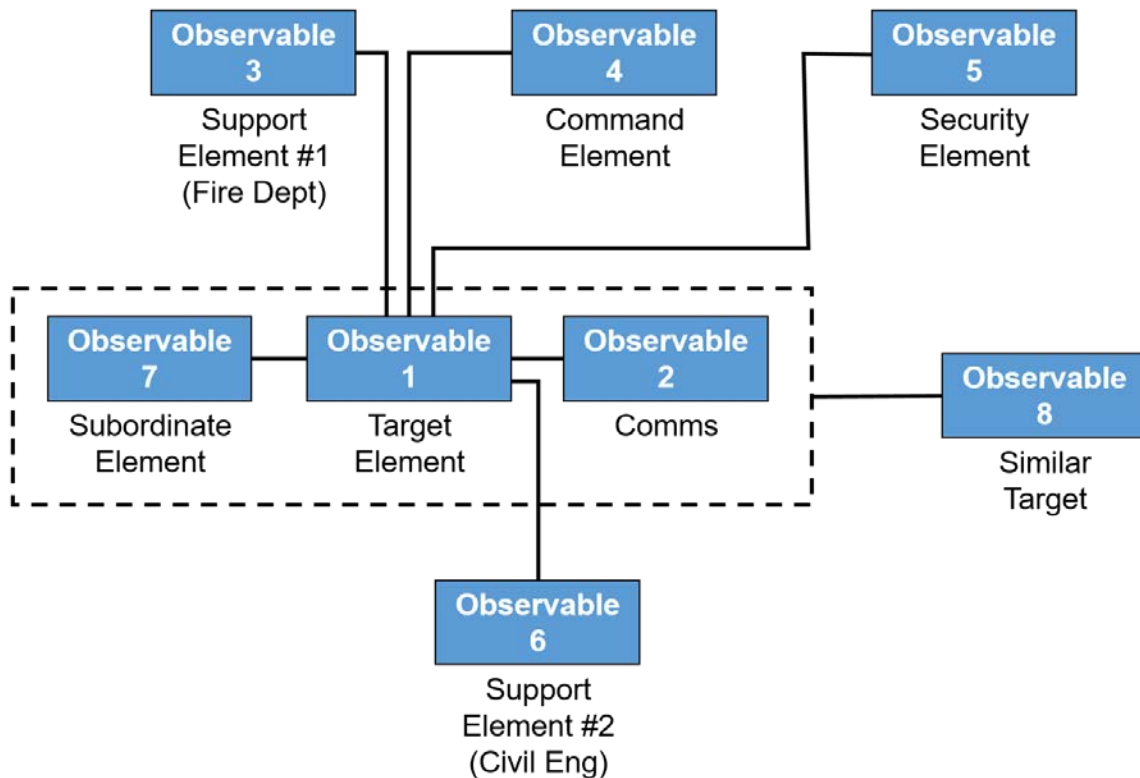 Observable
3
Support
Element #1
(Fire Dept)
Observable
4
Command
Element
Observable
5
Security
Element
Observable
7
Subordinate
Element
Observable
1
Target
Element
Observable
2
Comms
Observable
8
Similar
Target
Observable
6
Support
Element #2
(Civil Eng)